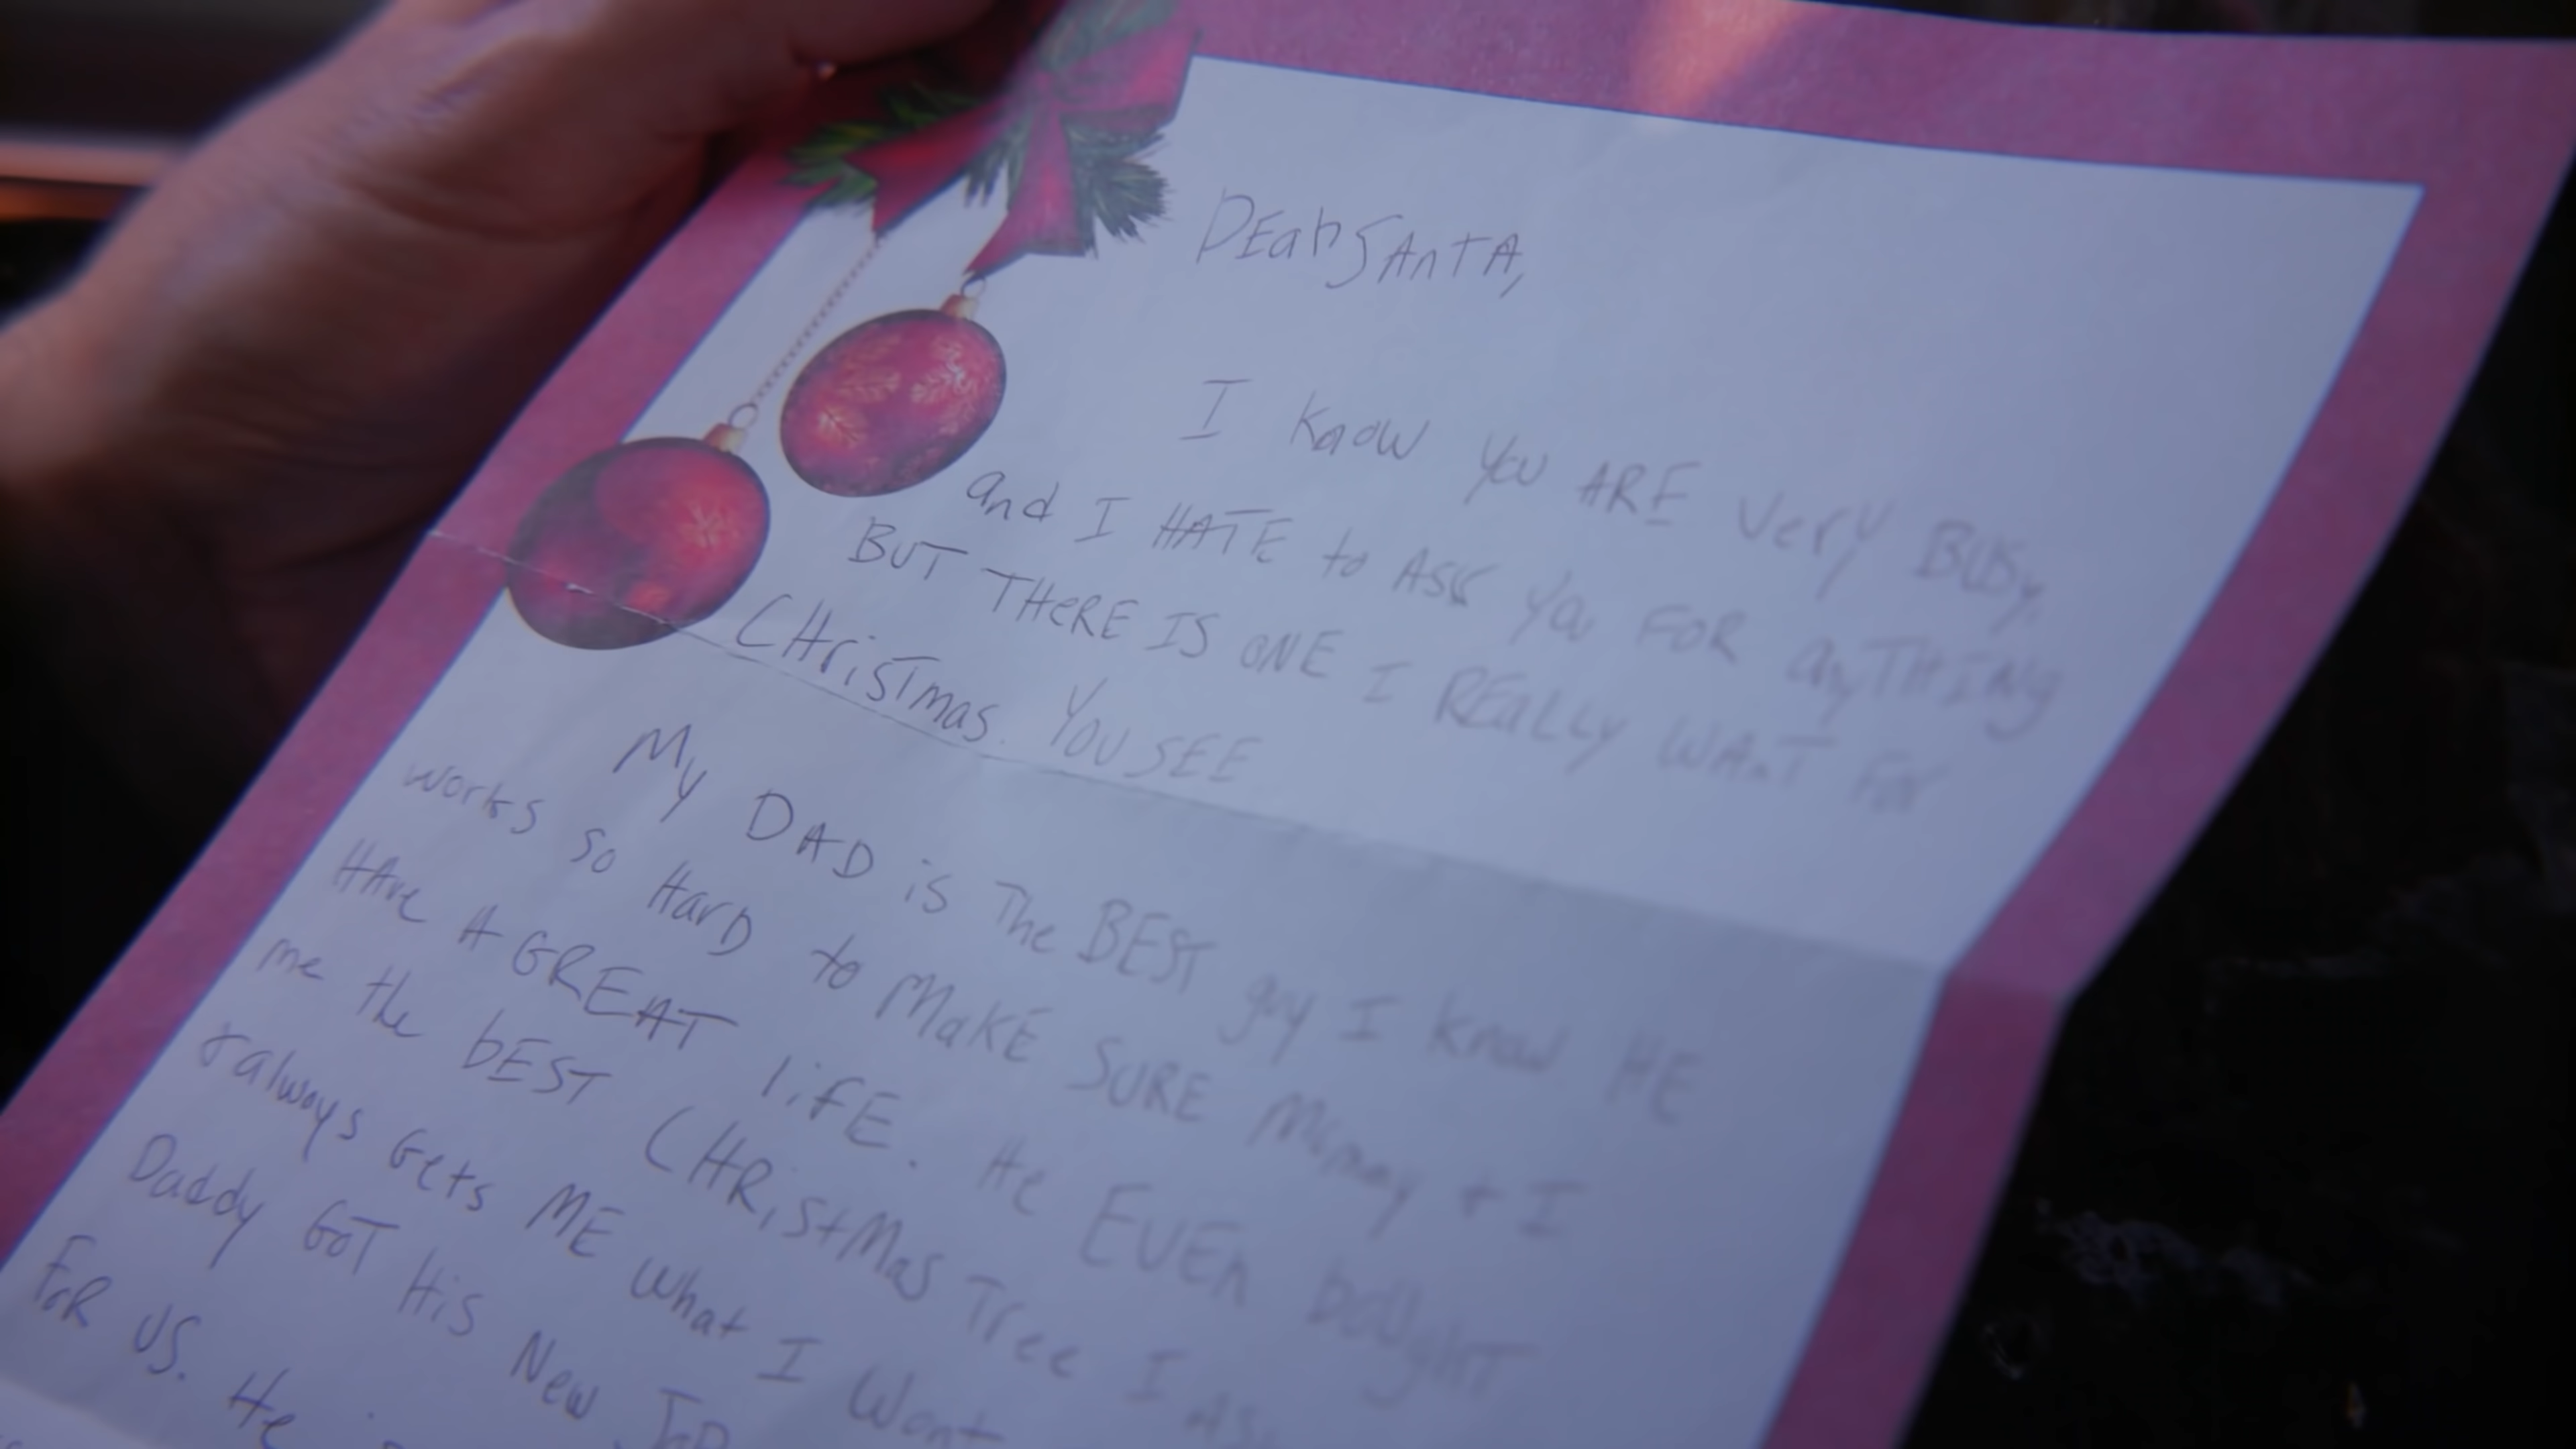 DEar SAnTA,
I know You ARE very BUSy,
and I HATE to ASk You FOR anyTHING
BUT THeRE IS ONE I REaLLy WAnT For
CHrisTmas. You SEE
My DAD is The BEST guy I know HE
works so HarD to MaKE SURE Mommy + I
HAve A GREAT liFE. He EVEn bOUghT
me the bESt CHRistMas Tree I
+ always Gets ME what I Want
Daddy GoT His New JoB
FoR US. He